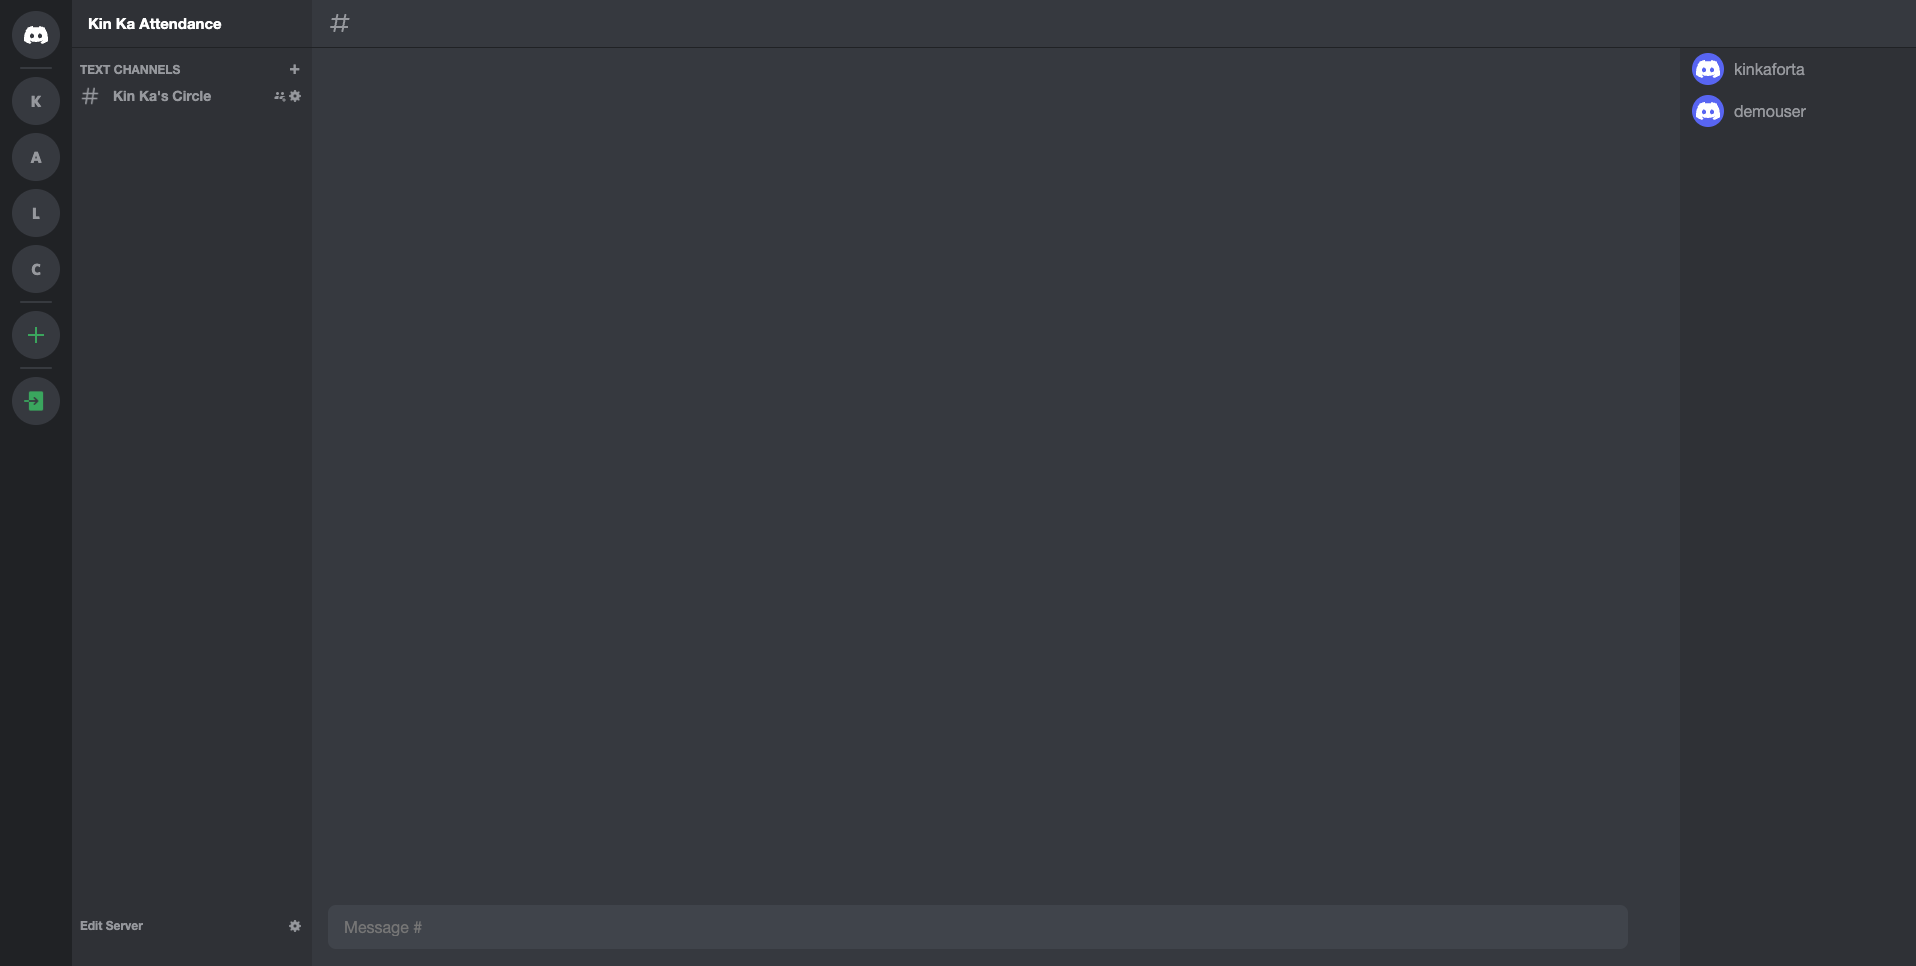 Kin Ka Attendance
#
TEXT CHANNELS
+
# Kin Ka's Circle
K
A
L
C
+
kinkaforta
demouser
Edit Server
Message #